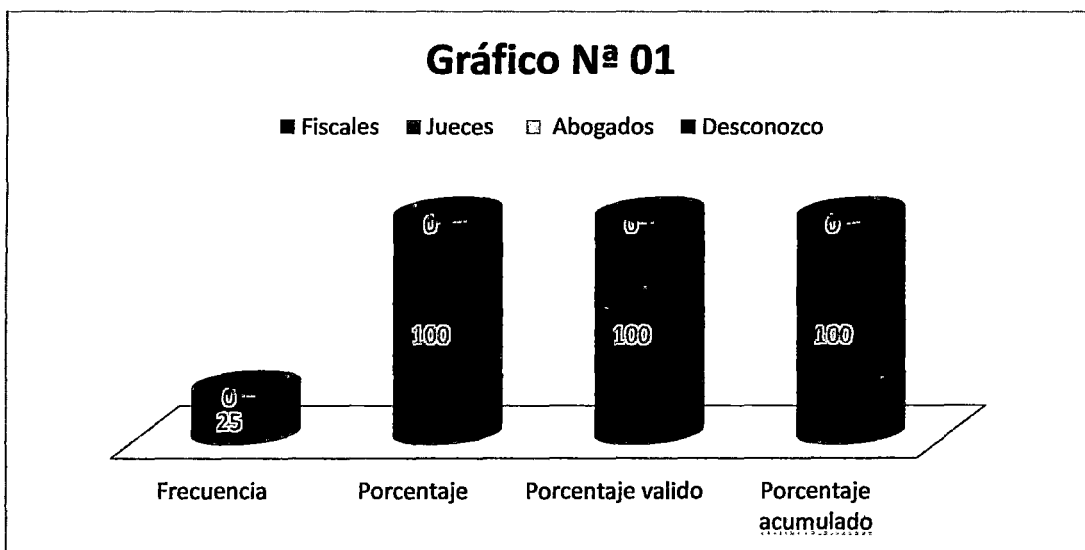 Gráfico Nª 01
Fiscales Jueces Abogados Desconozco
0 0 0 0
100 100 100
25
Frecuencia Porcentaje Porcentaje valido Porcentaje
acumulado